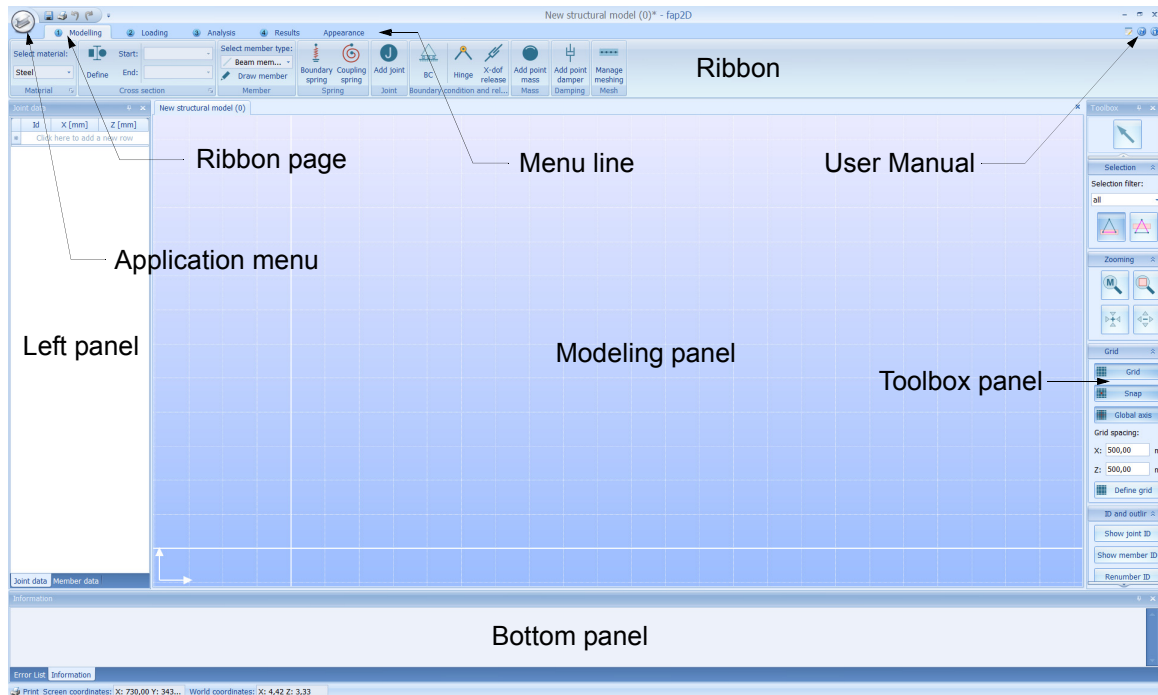 New structural model (0)* - fap2D
1 Modelling 2 Loading 3 Analysis 4 Results Appearance
Select material:
Steel
Material
Define
Start:
End:
Cross section
Select member type:
Beam mem...
Draw member
Member
Boundary spring
Coupling spring
Spring
J
Add joint
Joint
BC
Hinge
X-dof release
Boundary condition and rel...
Add point mass
Mass
Add point damper
Damping
Manage meshing
Mesh
Ribbon
Joint data
Id X [mm] Z [mm]
Click here to add a new row
New structural model (0)
Ribbon page
Menu line
User Manual
Application menu
Left panel
Modeling panel
Toolbox panel
Toolbox
Selection
Selection filter:
all
Zooming
M
Grid
Grid
Snap
Global axis
Grid spacing:
X: 500,00
Z: 500,00
Define grid
ID and outlir
Show joint ID
Show member ID
Renumber ID
Joint data Member data
Information
Bottom panel
Error List Information
Print Screen coordinates: X: 730,00 Y: 343... World coordinates: X: 4,42 Z: 3,33